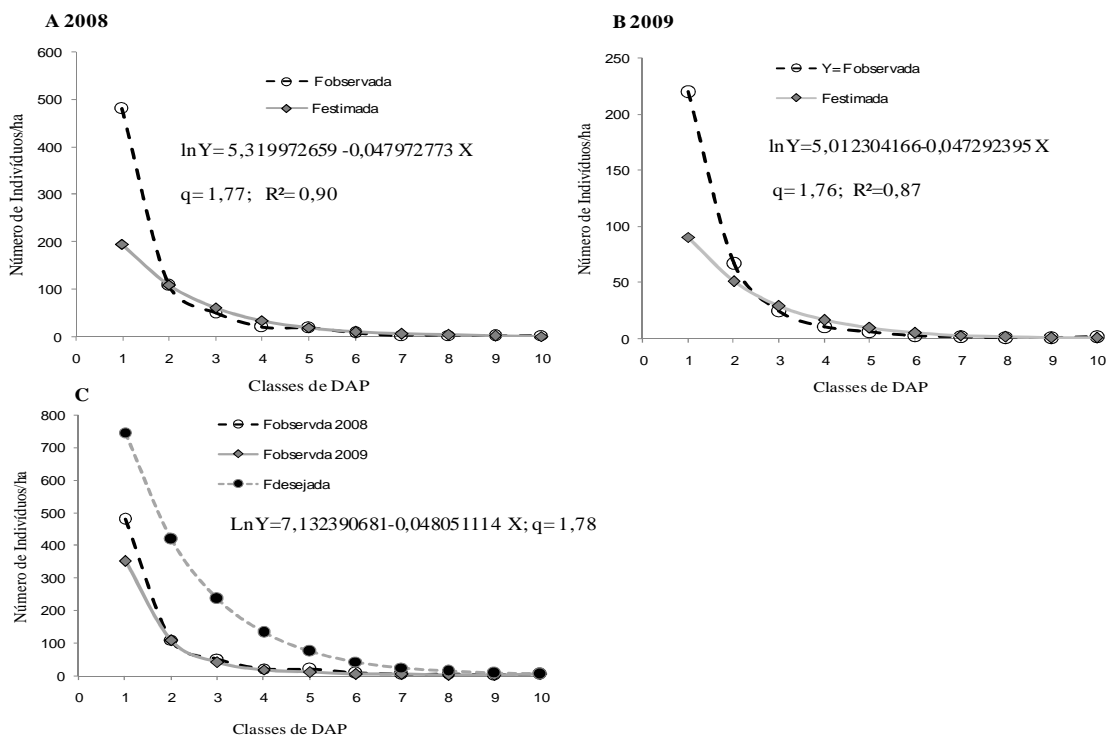 A 2008
600
500
400
300
200
100
0
Número de Indivíduos/ha
Fobservada
Festimada
lnY= 5,319972659 -0,047972773 X
q= 1,77; R²= 0,90
0 1 2 3 4 5 6 7 8 9 10
Classes de DAP
B 2009
250
200
150
100
50
0
Número de Indivíduos/ha
Y= Fobservada
Festimada
lnY=5,012304166-0,047292395 X
q= 1,76; R²=0,87
0 1 2 3 4 5 6 7 8 9 10
Classes de DAP
C
800
700
600
500
400
300
200
100
0
Número de Indivíduos/ha
Fobservda 2008
Fobservda 2009
Fdesejada
LnY=7,132390681-0,048051114 X; q= 1,78
0 1 2 3 4 5 6 7 8 9 10
Classes de DAP